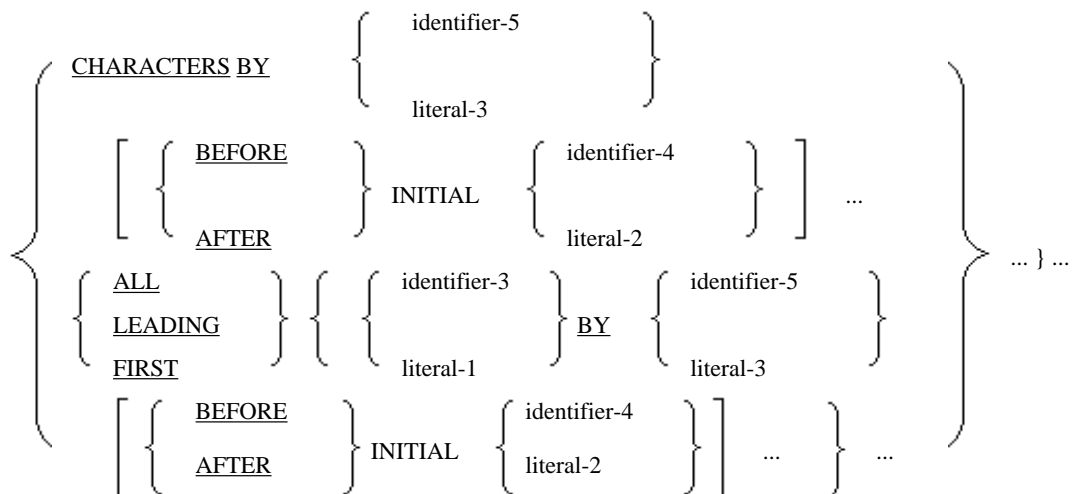 identifier-5
CHARACTERS BY
literal-3
BEFORE identifier-4
INITIAL ...
AFTER literal-2
... } ...
ALL identifier-3 identifier-5
LEADING BY
FIRST literal-1 literal-3
BEFORE identifier-4
INITIAL ... ...
AFTER literal-2